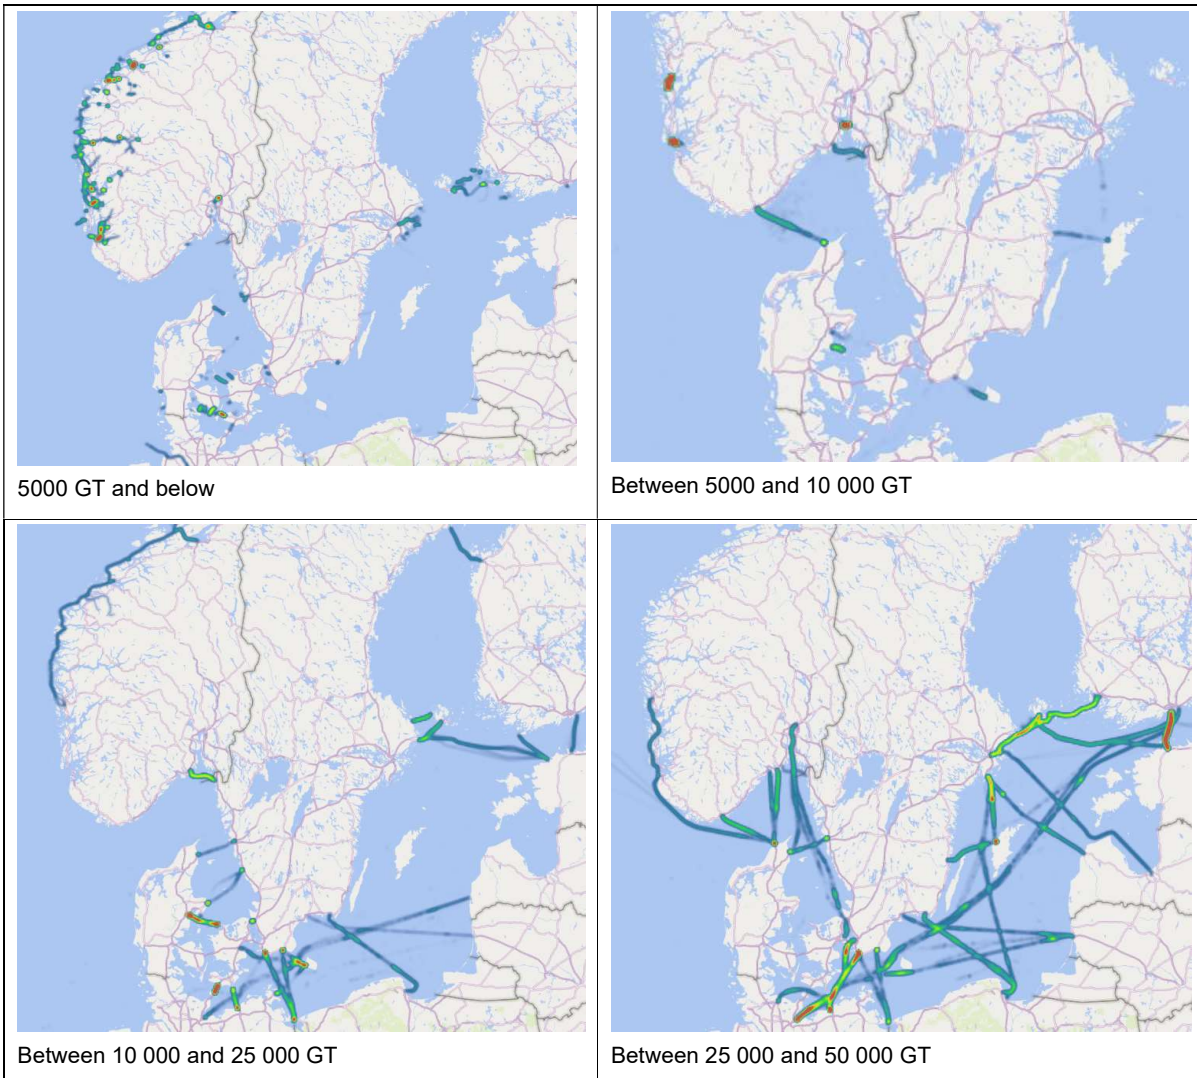 5000 GT and below
Between 5000 and 10 000 GT
Between 10 000 and 25 000 GT
Between 25 000 and 50 000 GT